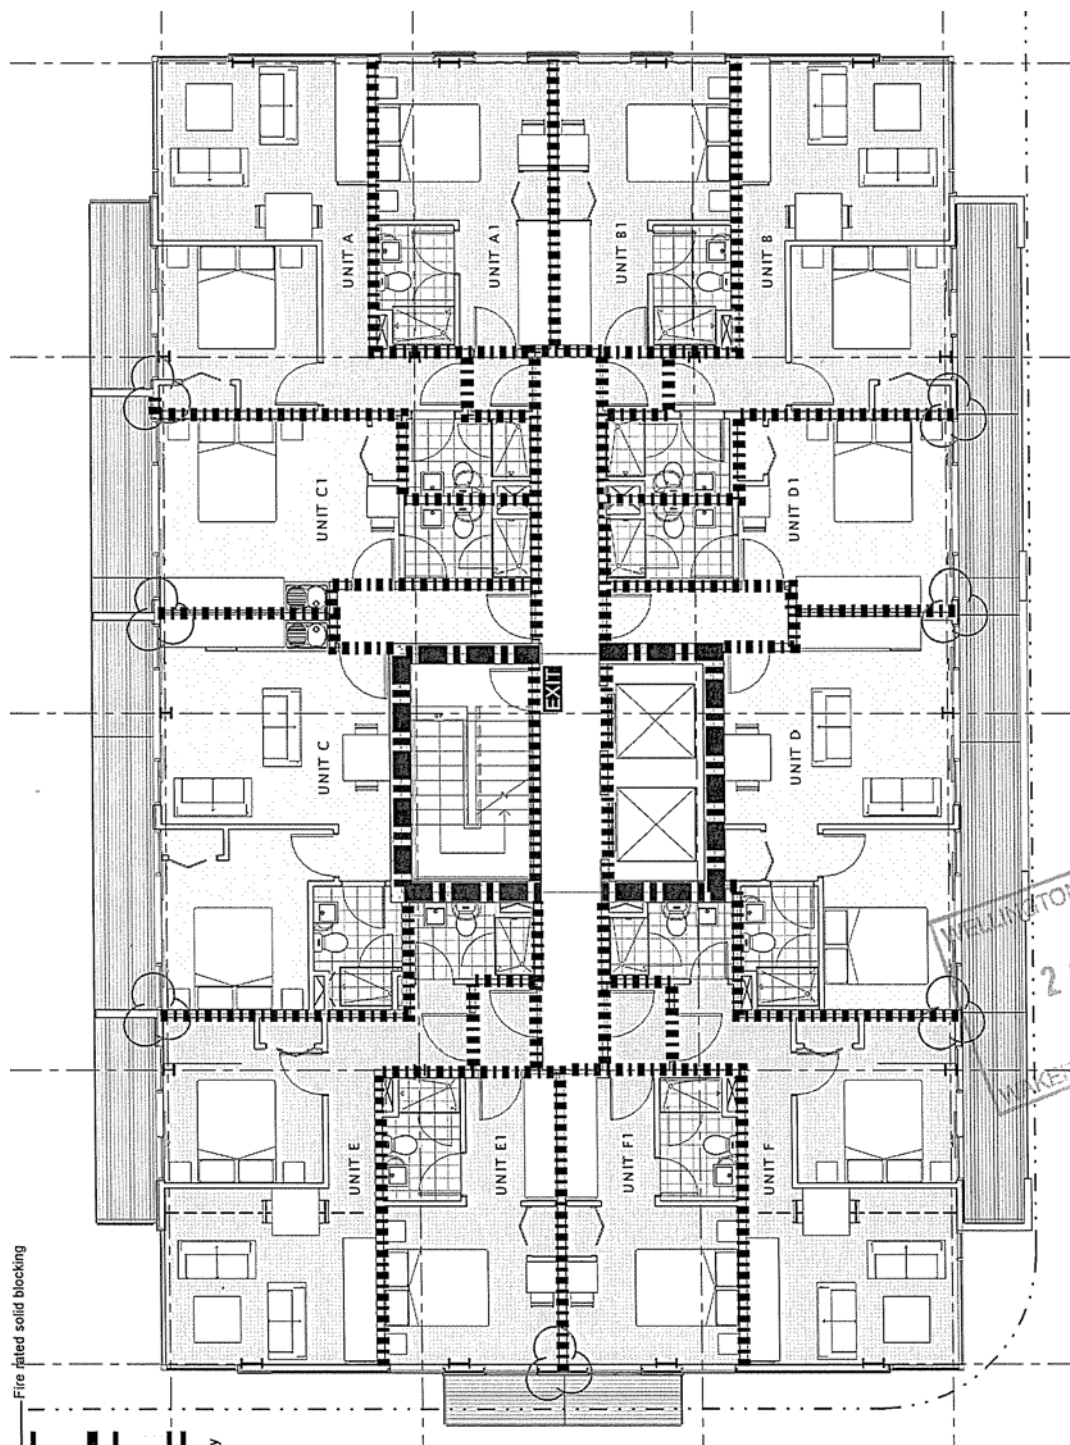 UNIT A
UNIT A1
UNIT B1
UNIT B
UNIT C1
UNIT D1
EXIT
UNIT C
UNIT D
WELLINGTON
2
UNIT E
UNIT E1
UNIT F1
UNIT F
Fire rated solid blocking
y